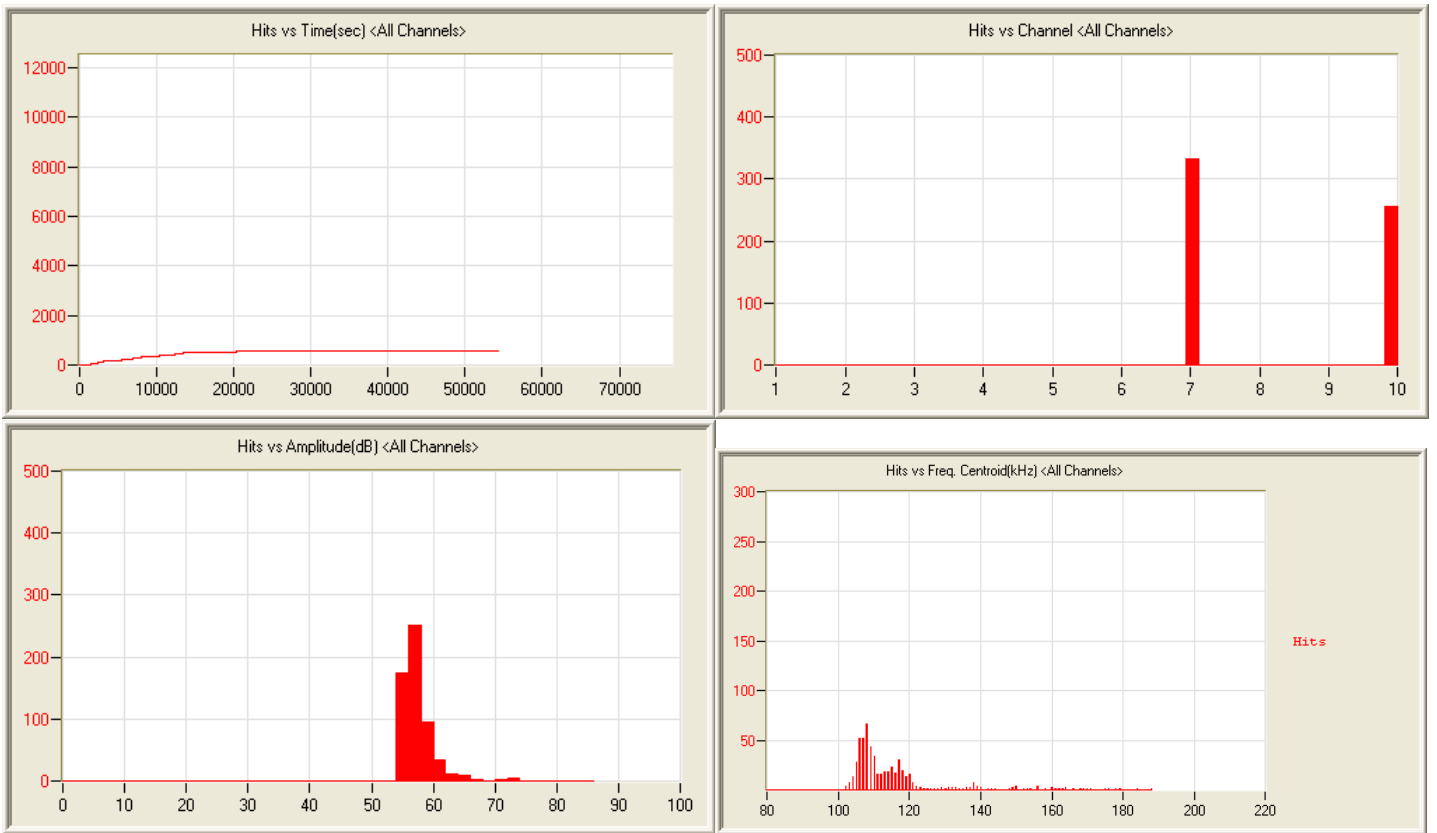 Hits vs Time(sec) <All Channels>
12000
10000
8000
6000
4000
2000
0
0 10000 20000 30000 40000 50000 60000 70000
Hits vs Channel <All Channels>
500
400
300
200
100
0
1 2 3 4 5 6 7 8 9 10
Hits vs Amplitude(dB) <All Channels>
500
400
300
200
100
0
0 10 20 30 40 50 60 70 80 90 100
Hits vs Freq. Centroid(kHz) <All Channels>
300
250
200
150
100
50
80 100 120 140 160 180 200 220
Hits